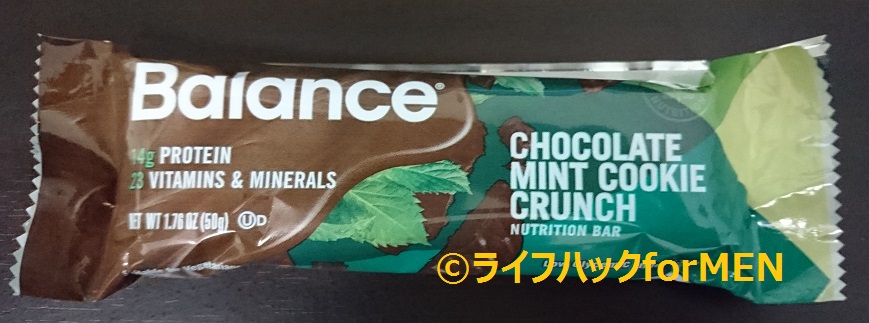 Balance®
14g PROTEIN
23 VITAMINS & MINERALS
NET WT 1.76 OZ (50g) UD
CHOCOLATE
MINT COOKIE
CRUNCH
NUTRITION BAR
©ライフハックforMEN